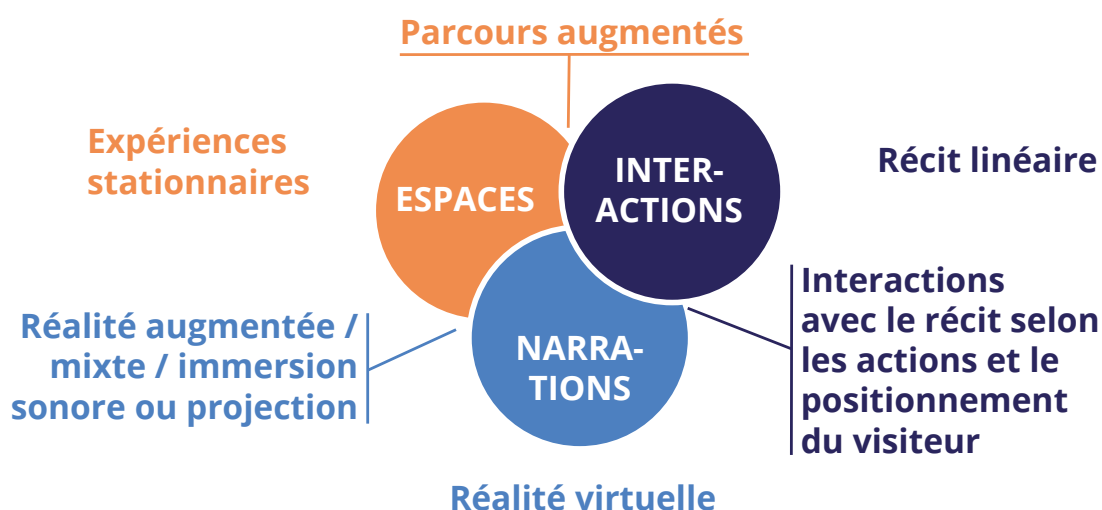 Parcours augmentés
Expériences
stationnaires
ESPACES
INTER-
ACTIONS
Récit linéaire
Réalité augmentée /
mixte / immersion
sonore ou projection
NARRA-
TIONS
Interactions
avec le récit selon
les actions et le
positionnement
du visiteur
Réalité virtuelle